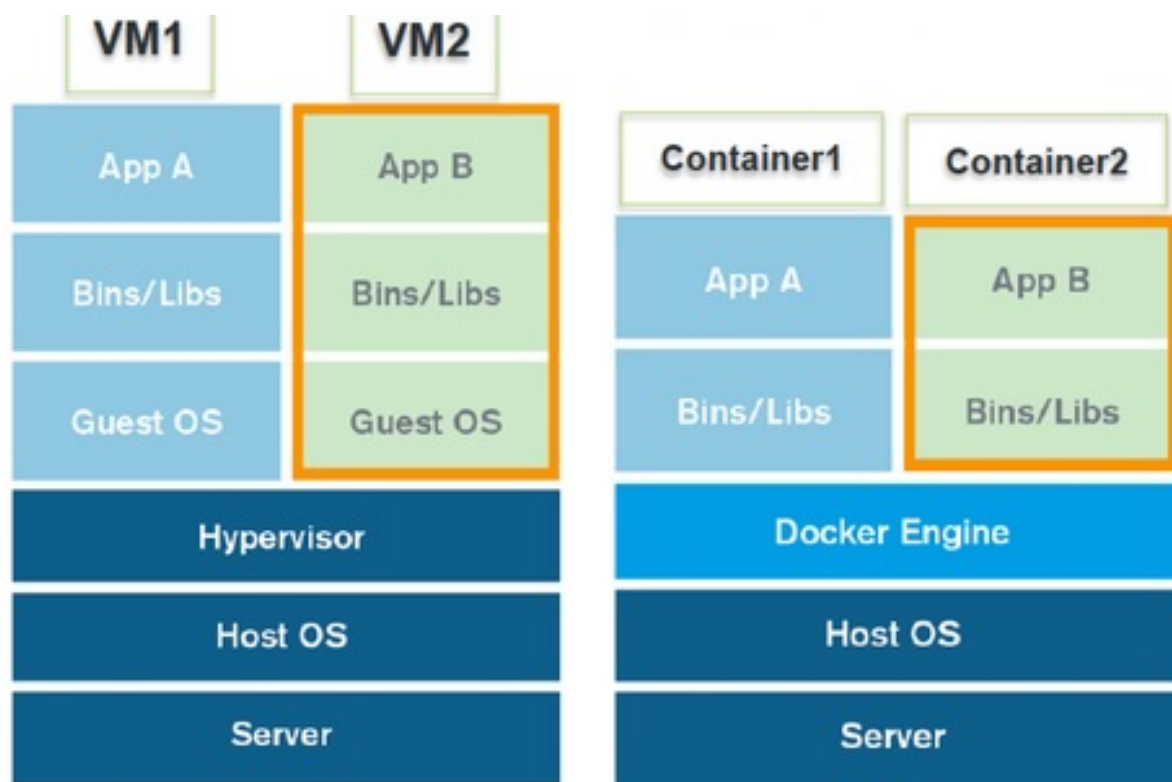 VM1
VM2
App A
App B
Bins/Libs
Bins/Libs
Guest OS
Guest OS
Hypervisor
Host OS
Server
Container1
Container2
App A
App B
Bins/Libs
Bins/Libs
Docker Engine
Host OS
Server